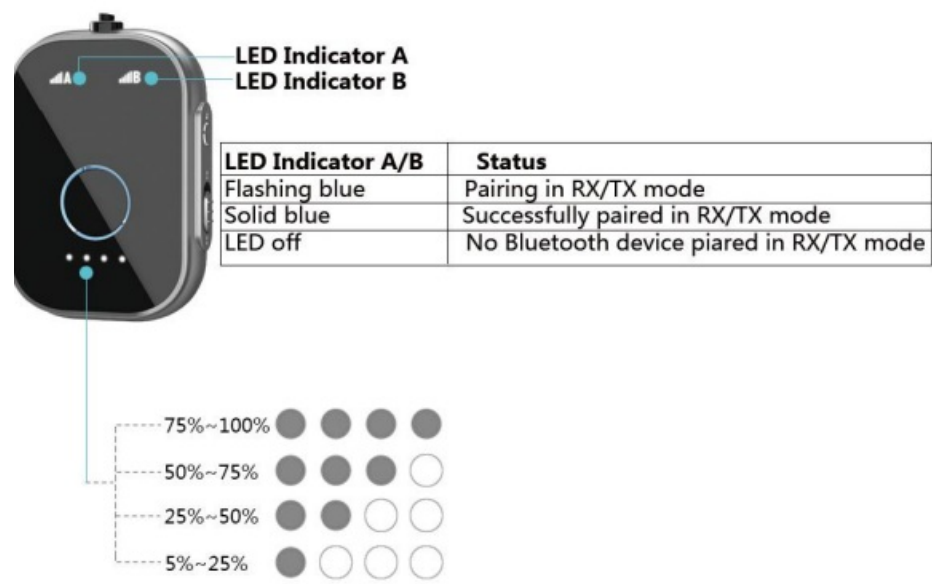 A
B
LED Indicator A
LED Indicator B
LED Indicator A/B Status
Flashing blue Pairing in RX/TX mode
Solid blue Successfully paired in RX/TX mode
LED off No Bluetooth device piared in RX/TX mode
75%~100%
50%~75%
25%~50%
5%~25%